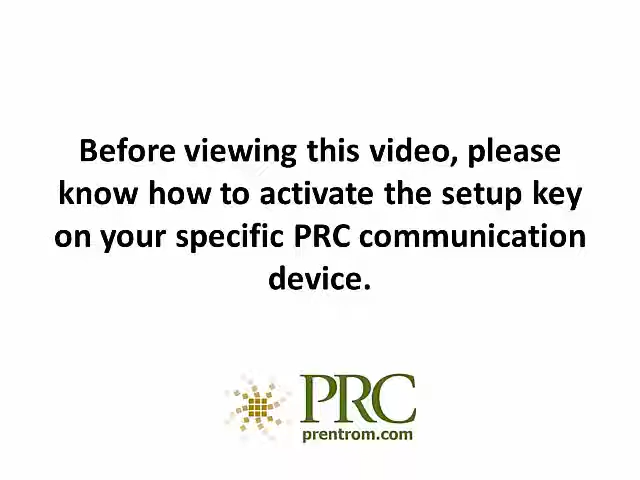 Before viewing this video, please
know how to activate the setup key
on your specific PRC communication
device.
PRC
prentrom.com